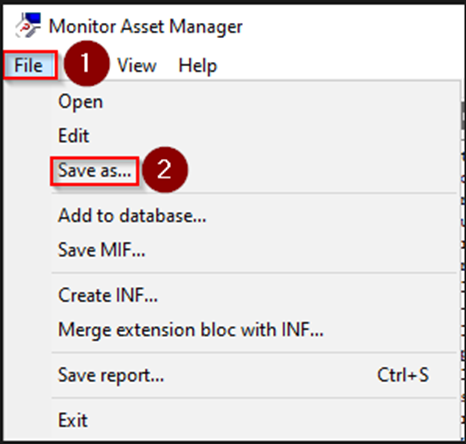 Monitor Asset Manager
File 1 View Help
Open
Edit
Save as... 2
Add to database...
Save MIF...
Create INF...
Merge extension bloc with INF...
Save report... Ctrl+S
Exit